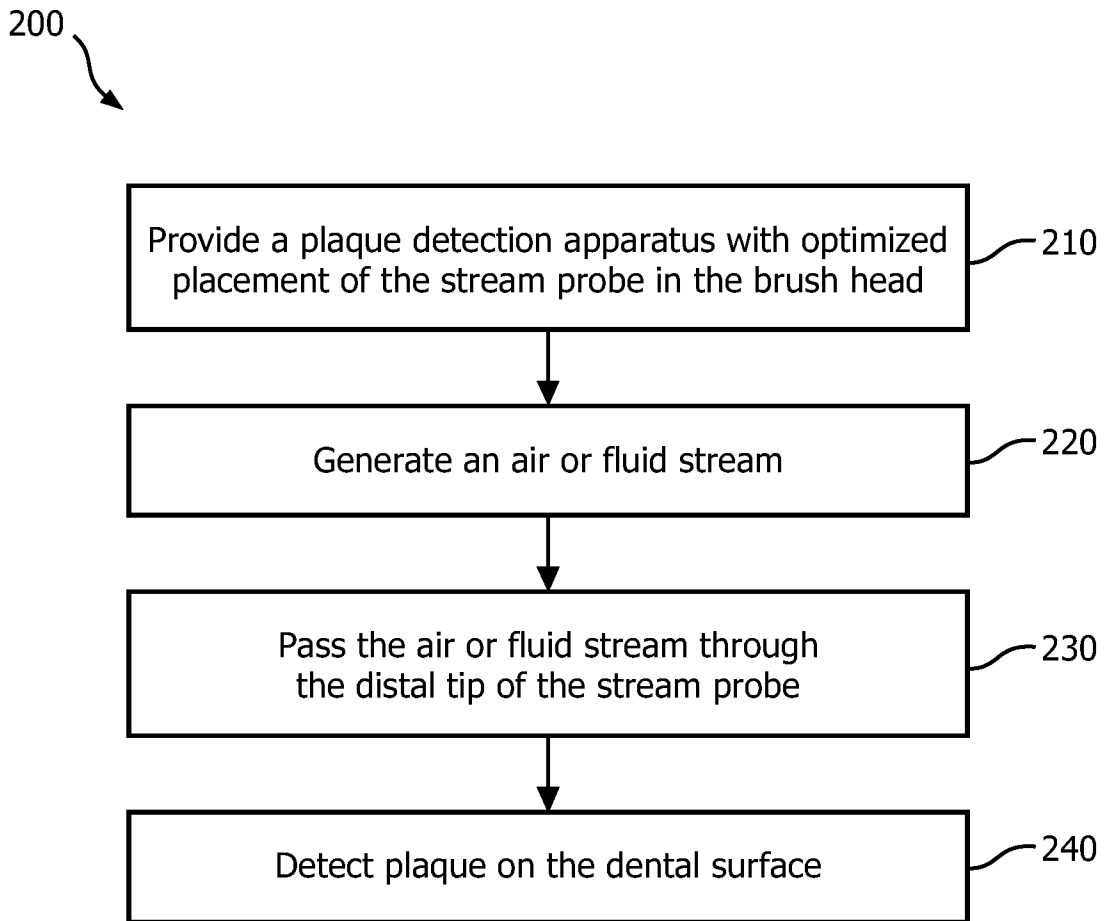 200
Provide a plaque detection apparatus with optimized
placement of the stream probe in the brush head
210
Generate an air or fluid stream
220
Pass the air or fluid stream through
the distal tip of the stream probe
230
Detect plaque on the dental surface
240